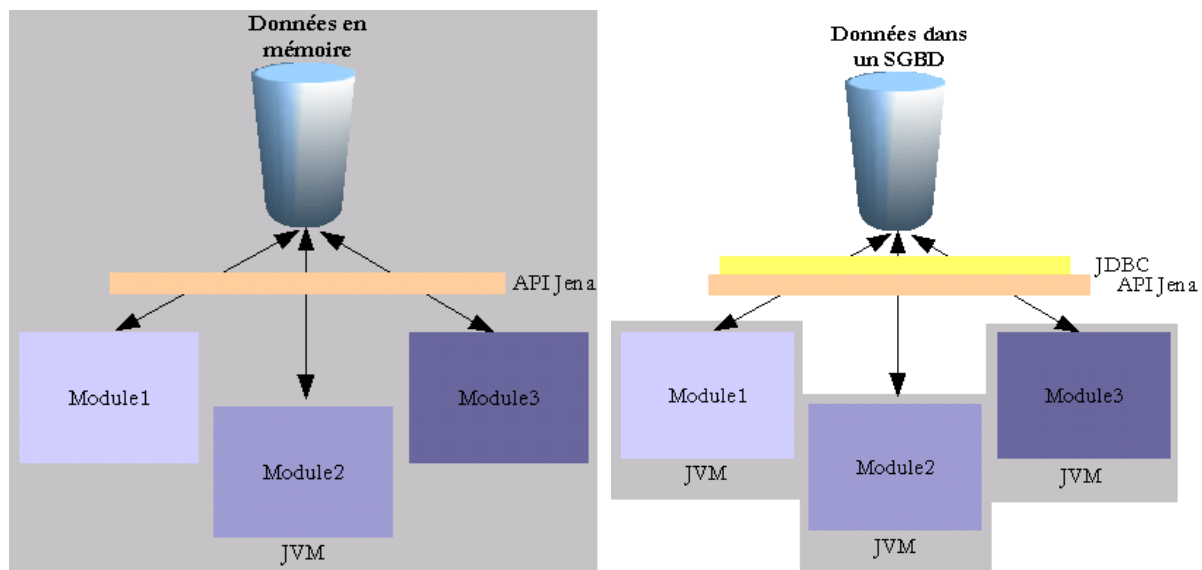 Données en
mémoire
API Jena
Module1
Module3
Module2
JVM
Données dans
un SGBD
JDBC
API Jena
Module1
Module3
Module2
JVM
JVM
JVM